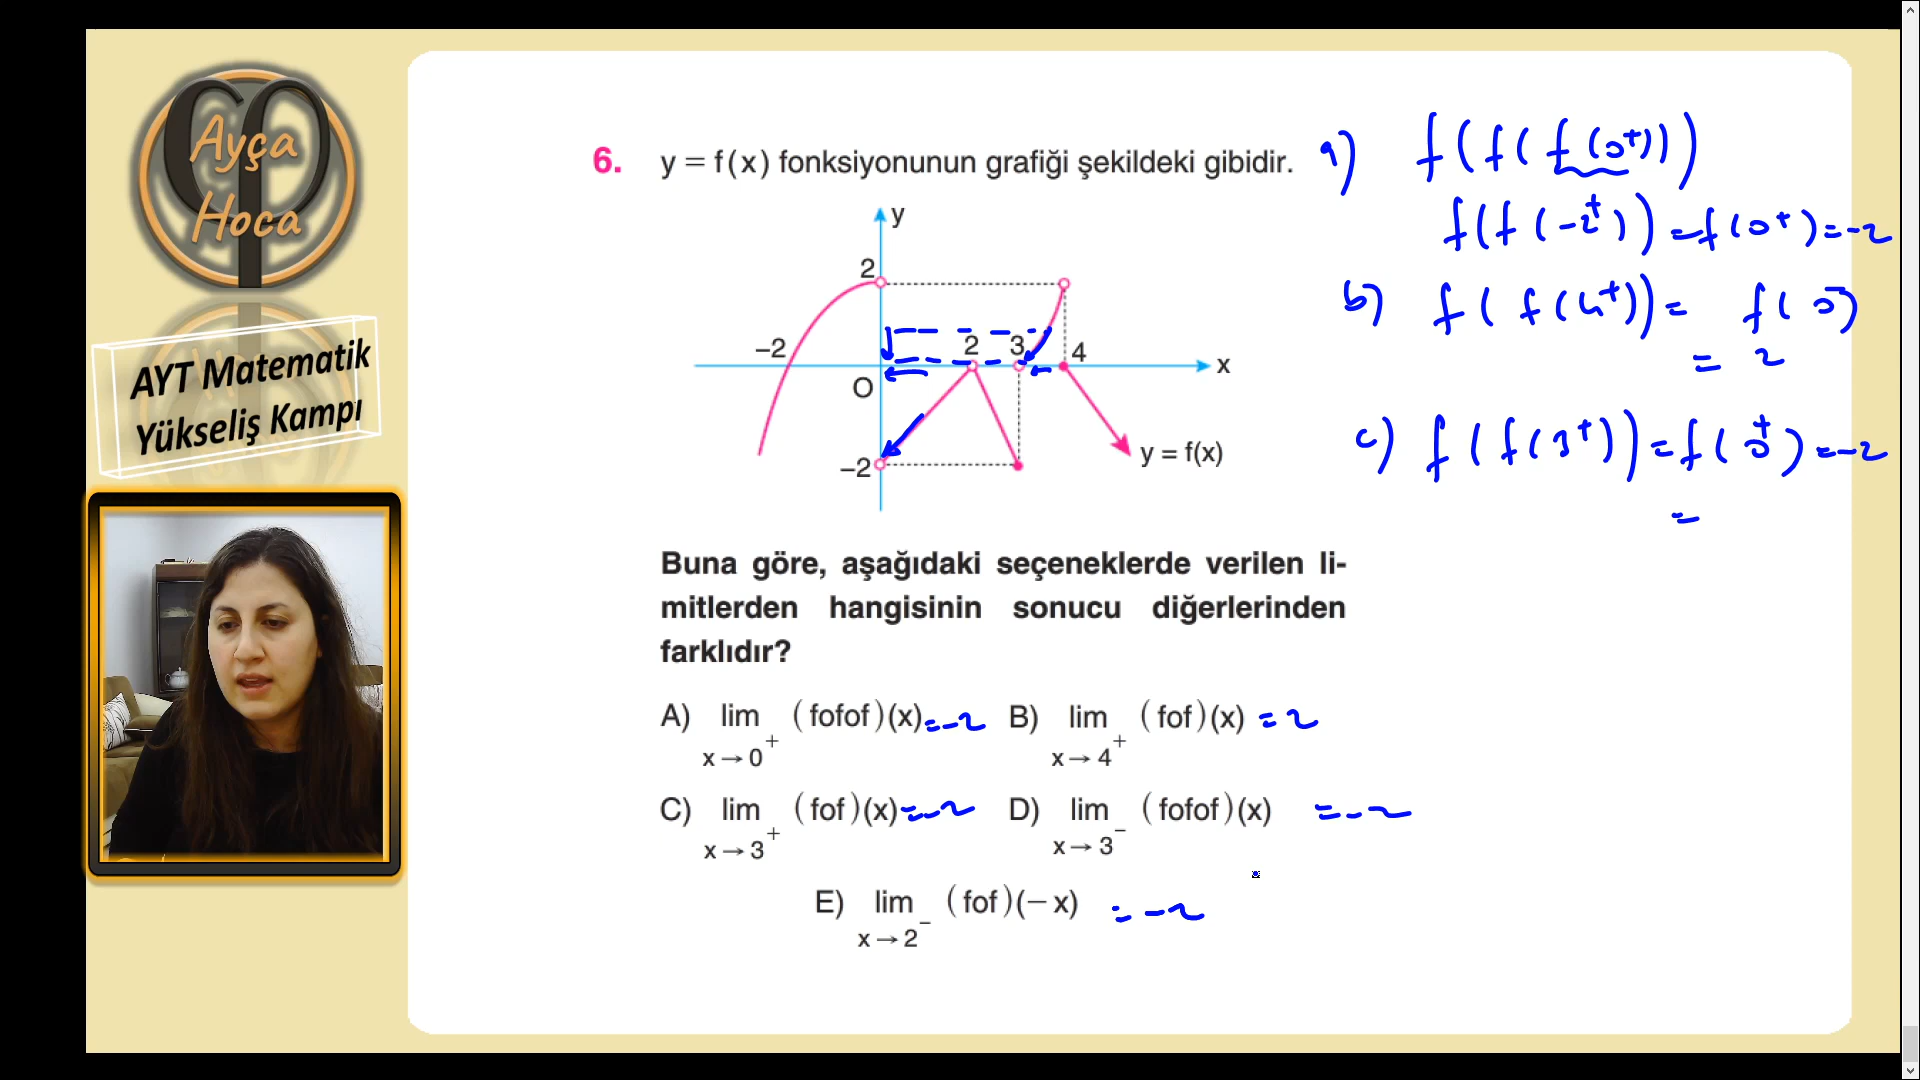 Ayça
Hoca
AYT Matematik
Yükseliş Kampı
6. y = f(x) fonksiyonunun grafiği şekildeki gibidir.
y
2
-2
2
3
4
x
O
-2
y = f(x)
Buna göre, aşağıdaki seçeneklerde verilen li-
mitlerden hangisinin sonucu diğerlerinden
farklıdır?
A) lim x→0⁺ (fofof)(x) = -2
B) lim x→4⁺ (fof)(x) = 2
C) lim x→3⁺ (fof)(x) = -2
D) lim x→3⁻ (fofof)(x) = -2
E) lim x→2⁻ (fof)(-x) = -2
a) f(f(f(0⁺)))
f(f(-2⁺)) = f(0⁺) = -2
b) f(f(4⁺)) = f(0⁻)
= 2
c) f(f(3⁺)) = f(0⁺) = -2
=